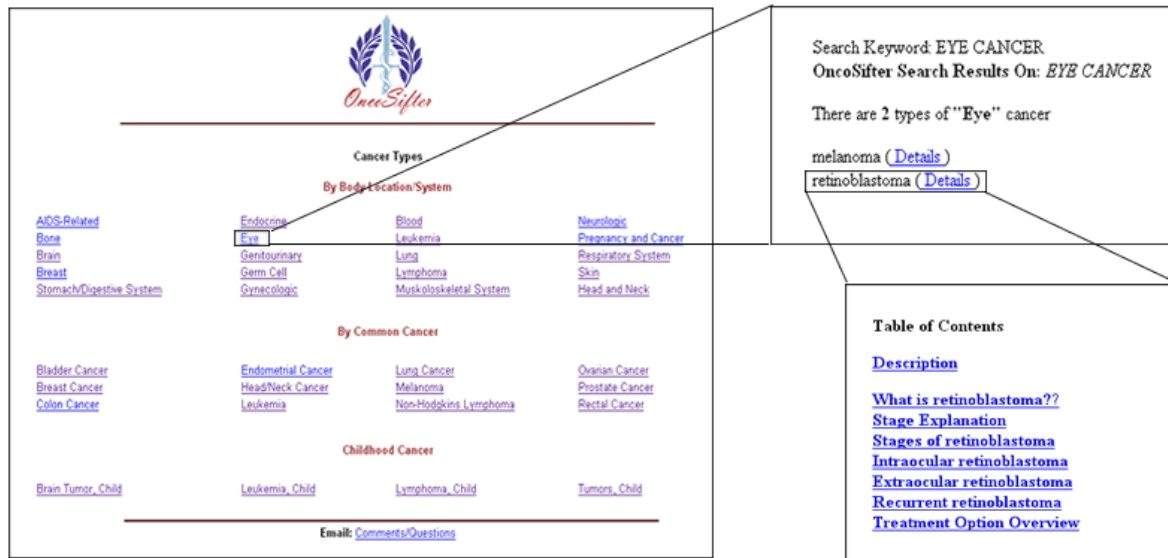 OncoSifter
Cancer Types
By Body Location/System
AIDS-Related Endocrine Blood Neurologic
Bone Eye Leukemia Pregnancy and Cancer
Brain Genitourinary Lung Respiratory System
Breast Germ Cell Lymphoma Skin
Stomach/Digestive System Gynecologic Muskoloskeletal System Head and Neck
By Common Cancer
Bladder Cancer Endometrial Cancer Lung Cancer Ovarian Cancer
Breast Cancer Head/Neck Cancer Melanoma Prostate Cancer
Colon Cancer Leukemia Non-Hodgkins Lymphoma Rectal Cancer
Childhood Cancer
Brain Tumor, Child Leukemia, Child Lymphoma, Child Tumors, Child
Email: Comments/Questions
Search Keyword: EYE CANCER
OncoSifter Search Results On: EYE CANCER
There are 2 types of "Eye" cancer
melanoma ( Details )
retinoblastoma ( Details )
Table of Contents
Description
What is retinoblastoma??
Stage Explanation
Stages of retinoblastoma
Intraocular retinoblastoma
Extraocular retinoblastoma
Recurrent retinoblastoma
Treatment Option Overview